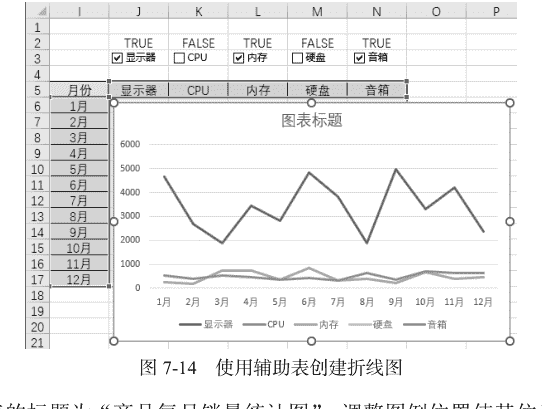 I J K L M N O P
1
2 TRUE FALSE TRUE FALSE TRUE
3 显示器 CPU 内存 硬盘 音箱
4
5 月份 显示器 CPU 内存 硬盘 音箱
6 1月
7 2月
8 3月
9 4月
10 5月
11 6月
12 7月
13 8月
14 9月
15 10月
16 11月
17 12月
18
19
20
21
图表标题
6000
5000
4000
3000
2000
1000
0
1月 2月 3月 4月 5月 6月 7月 8月 9月 10月 11月 12月
显示器 CPU 内存 硬盘 音箱
图 7-14 使用辅助表创建折线图